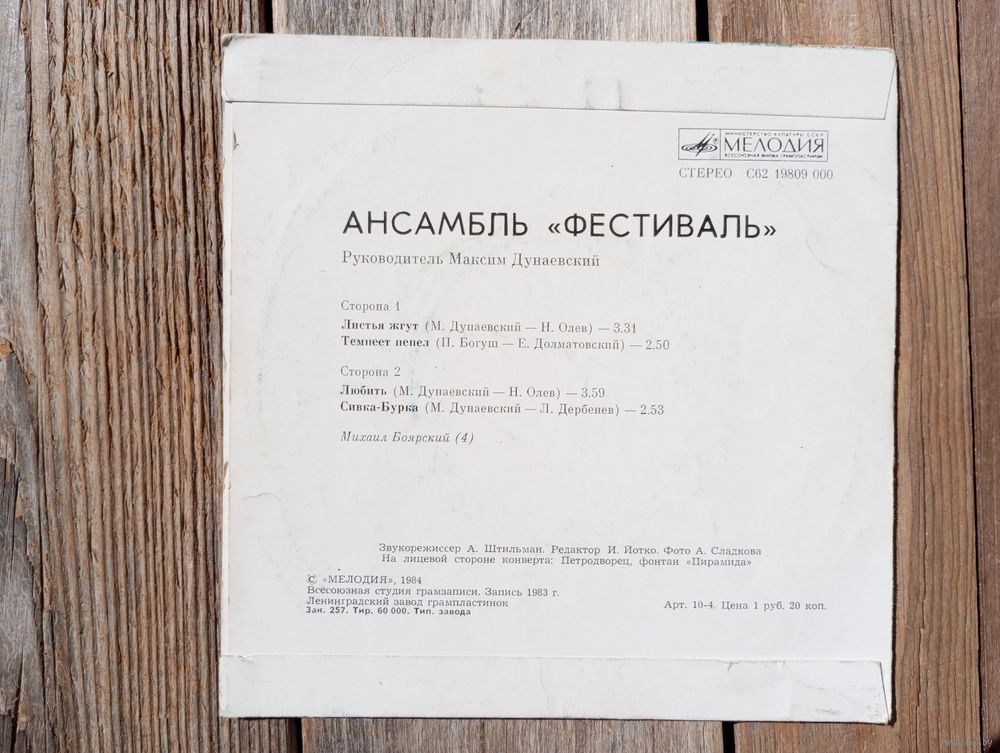 МИНИСТЕРСТВО КУЛЬТУРЫ СССР
МЕЛОДИЯ
ВСЕСОЮЗНАЯ ФИРМА ГРАМПЛАСТИНОК
СТЕРЕО С62 19809 000
АНСАМБЛЬ «ФЕСТИВАЛЬ»
Руководитель Максим Дунаевский
Сторона 1
Листья жгут (М. Дунаевский — Н. Олев) — 3.31
Темнеет пепел (П. Богуш — Е. Долматовский) — 2.50
Сторона 2
Любить (М. Дунаевский — Н. Олев) — 3.59
Сивка-Бурка (М. Дунаевский — Л. Дербенев) — 2.53
Михаил Боярский (4)
Звукорежиссер А. Штильман. Редактор И. Йотко. Фото А. Сладкова
На лицевой стороне конверта: Петродворец, фонтан «Пирамида»
© «МЕЛОДИЯ», 1984
Всесоюзная студия грамзаписи. Запись 1983 г.
Ленинградский завод грампластинок
Зак. 257. Тир. 60 000. Тип. завода
Арт. 10-4. Цена 1 руб. 20 коп.